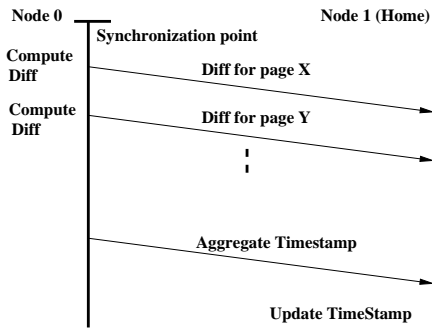 Node 0
Node 1 (Home)
Synchronization point
Compute
Diff
Diff for page X
Compute
Diff
Diff for page Y
Aggregate Timestamp
Update TimeStamp